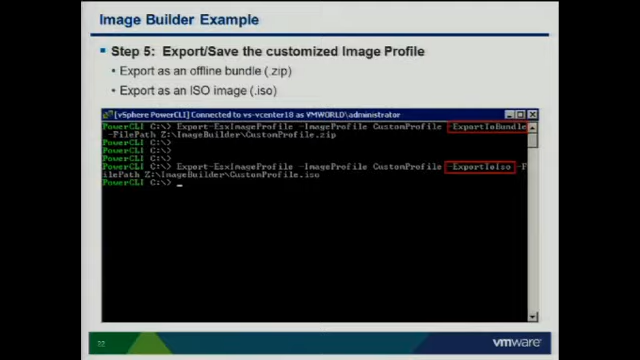 Image Builder Example
Step 5: Export/Save the customized Image Profile
• Export as an offline bundle (.zip)
• Export as an ISO image (.iso)
[vSphere PowerCLI] Connected to vs-vcenter18 as VMWORLD\administrator
PowerCLI C:\> Export-EsxImageProfile -ImageProfile CustomProfile -ExportToBundle
-FilePath Z:\ImageBuilder\CustomProfile.zip
PowerCLI C:\>
PowerCLI C:\>
PowerCLI C:\> Export-EsxImageProfile -ImageProfile CustomProfile -ExportToIso -F
ilePath Z:\ImageBuilder\CustomProfile.iso
PowerCLI C:\> _
22
vmware